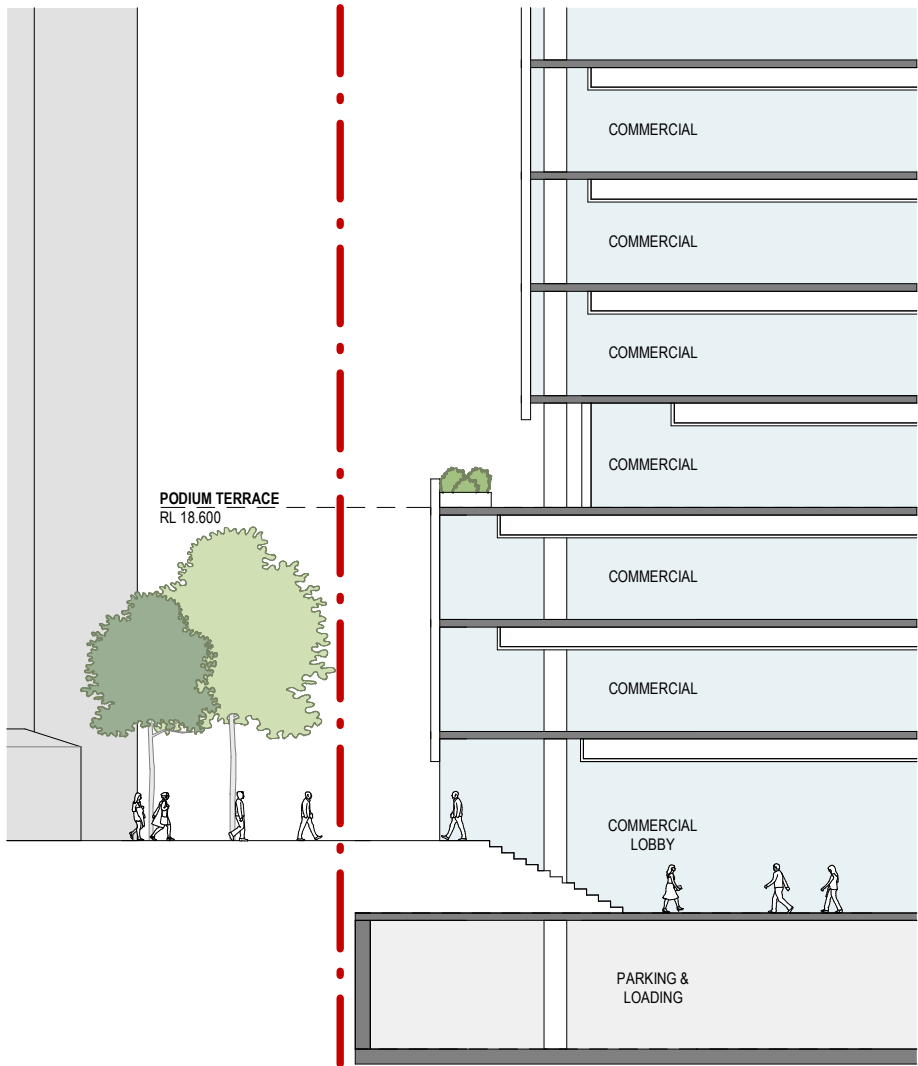 COMMERCIAL
COMMERCIAL
COMMERCIAL
COMMERCIAL
PODIUM TERRACE
RL 18.600
COMMERCIAL
COMMERCIAL
COMMERCIAL
LOBBY
PARKING &
LOADING